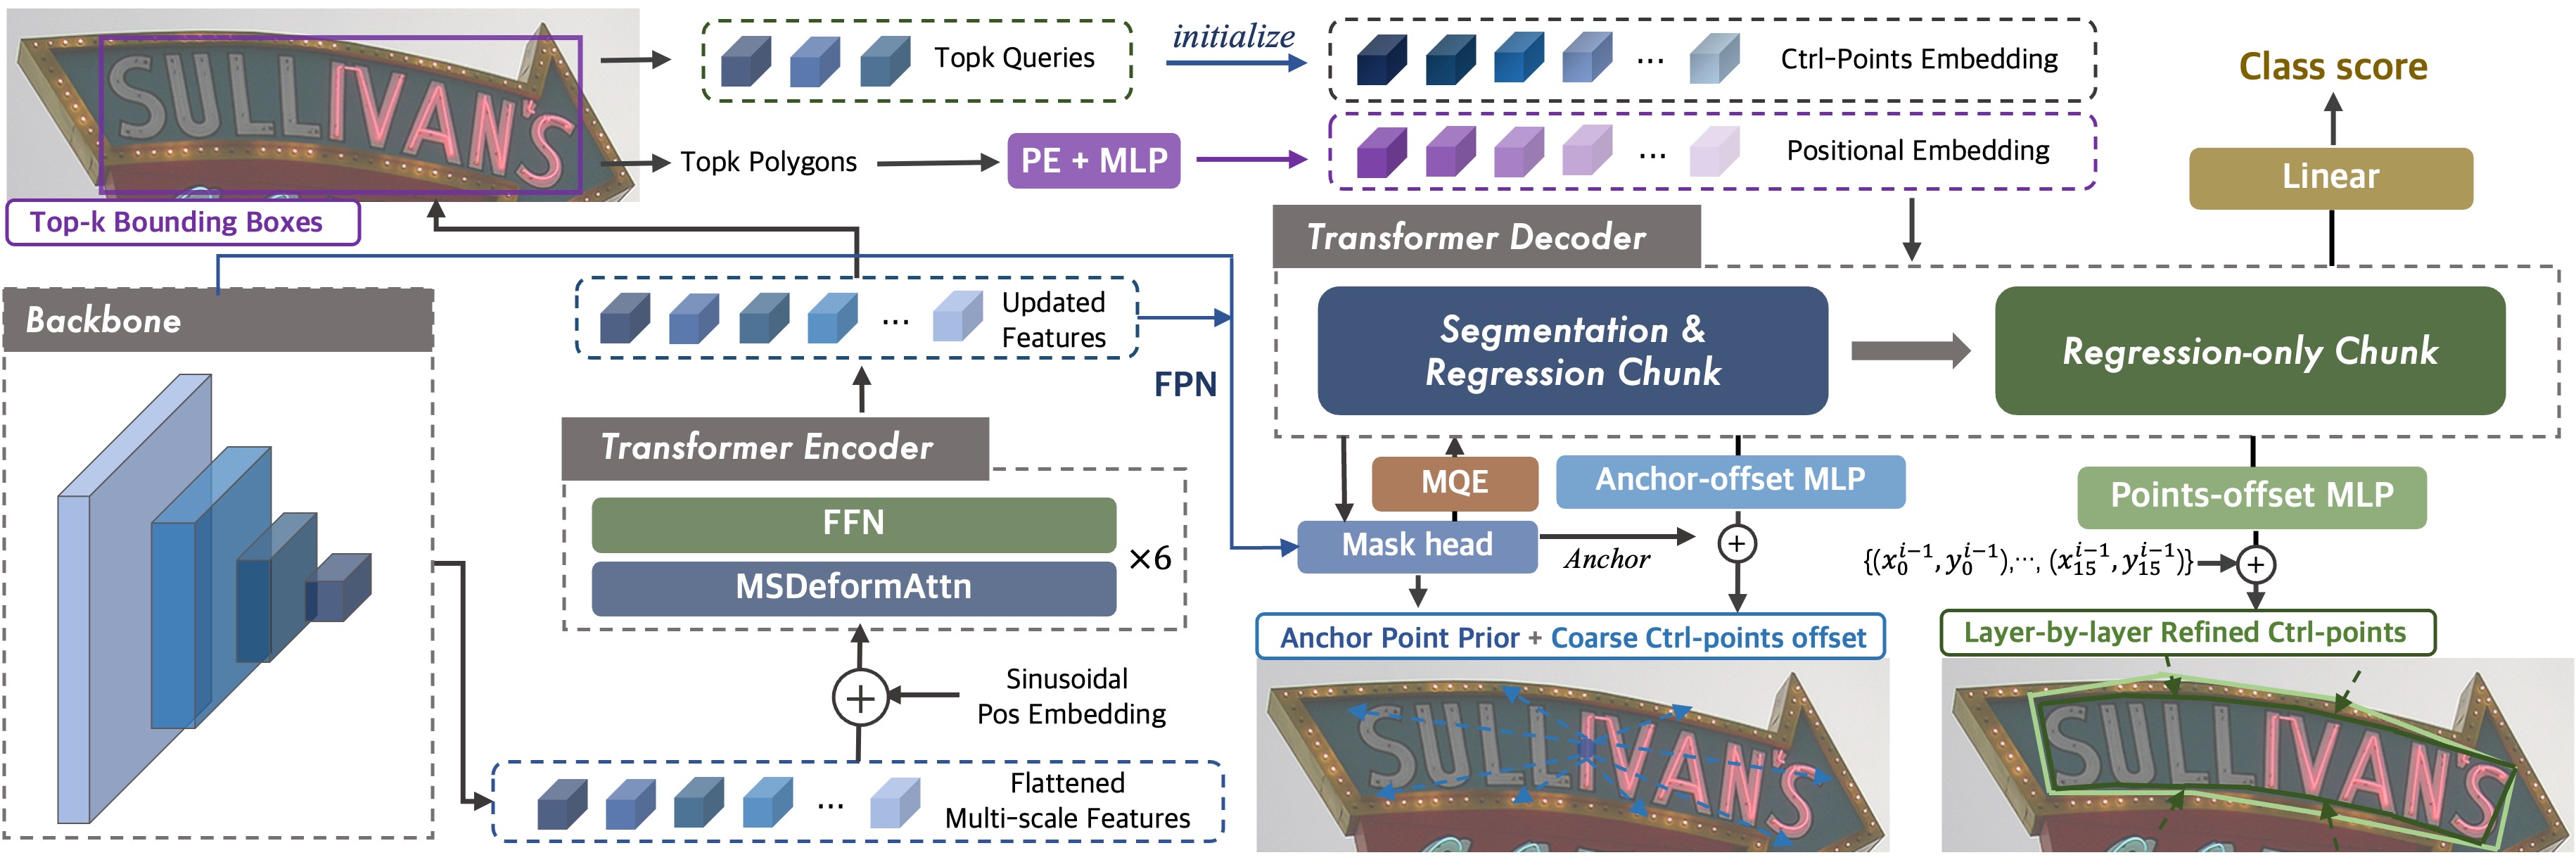 SULLIVAN'S
Top-k Bounding Boxes
Topk Queries
initialize
Ctrl-Points Embedding
Topk Polygons
PE + MLP
Positional Embedding
Class score
Linear
Backbone
Updated
Features
FPN
Transformer Encoder
FFN
MSDeformAttn
×6
Sinusoidal
Pos Embedding
Flattened
Multi-scale Features
Transformer Decoder
Segmentation &
Regression Chunk
Regression-only Chunk
MQE
Anchor-offset MLP
Points-offset MLP
Mask head
Anchor
{(x_0^{i-1}, y_0^{i-1}),⋯, (x_{15}^{i-1}, y_{15}^{i-1})}
Anchor Point Prior + Coarse Ctrl-points offset
Layer-by-layer Refined Ctrl-points
SULLIVAN'S
SULLIVAN'S